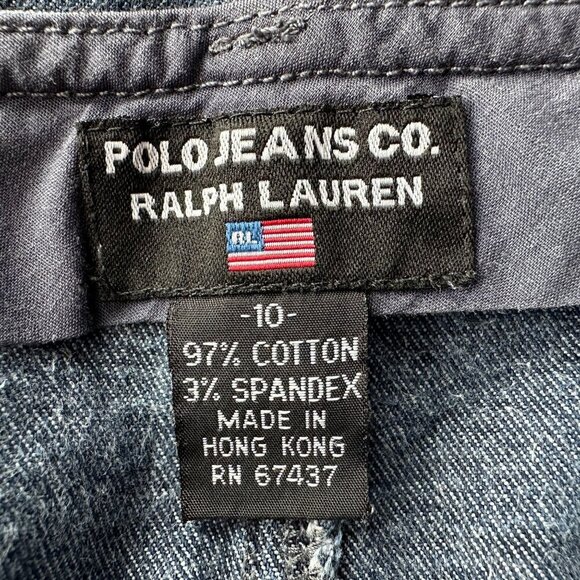 POLO JEANS CO.
RALPH LAUREN
RL
-10-
97% COTTON
3% SPANDEX
MADE IN
HONG KONG
RN 67437